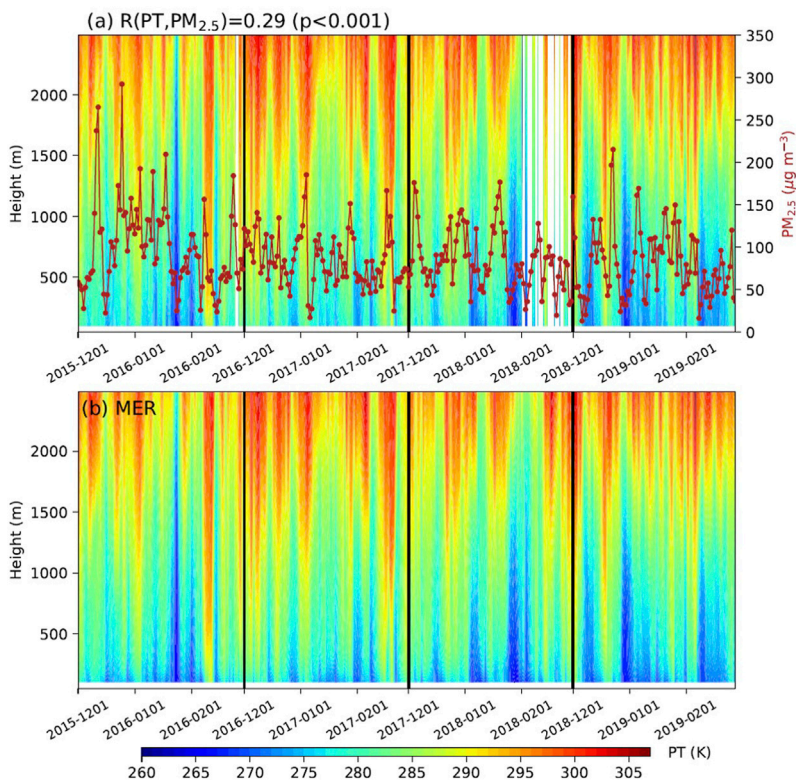 (a) R(PT,PM2.5)=0.29 (p<0.001)
350
300
2000
250
1500
200
Height (m)
PM2.5 (μg m−3)
150
1000
100
500
50
0
2015-1201 2016-0101 2016-0201 2016-1201 2017-0101 2017-0201 2017-1201 2018-0101 2018-0201 2018-1201 2019-0101 2019-0201
(b) MER
2000
1500
Height (m)
1000
500
2015-1201 2016-0101 2016-0201 2016-1201 2017-0101 2017-0201 2017-1201 2018-0101 2018-0201 2018-1201 2019-0101 2019-0201
PT (K)
260 265 270 275 280 285 290 295 300 305